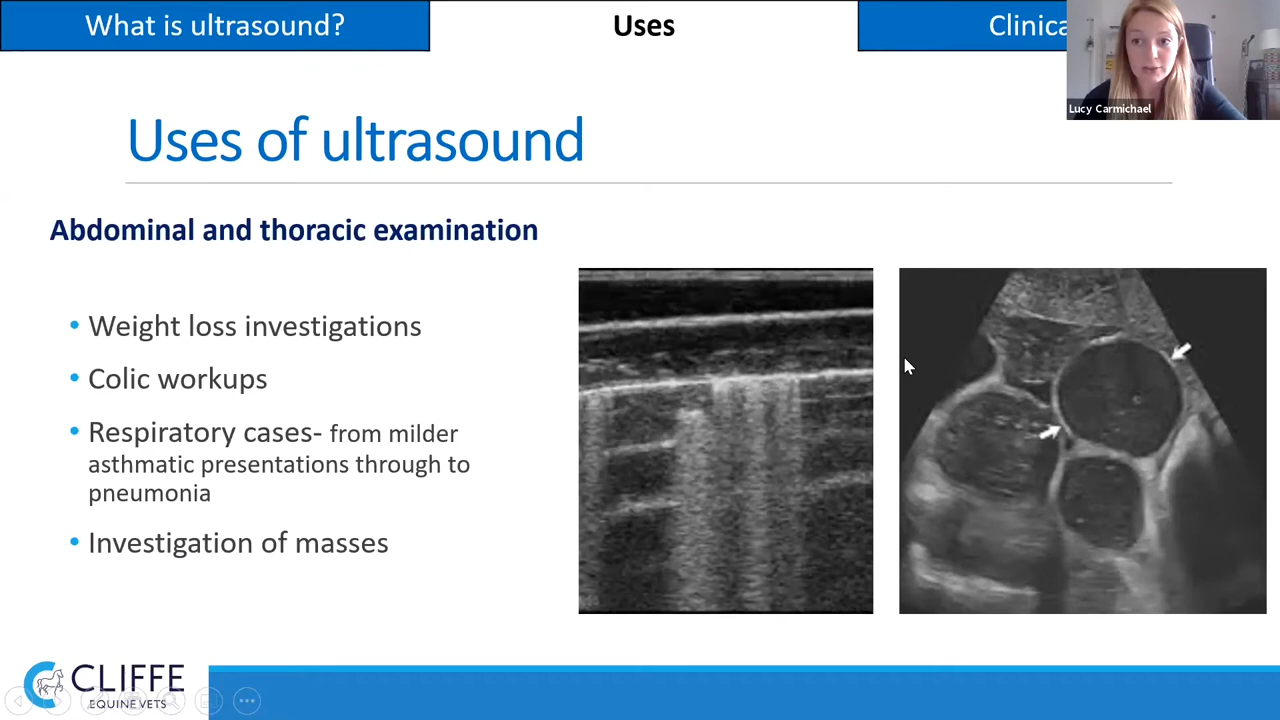 What is ultrasound?
Uses
Clinica
Lucy Carmichael
Uses of ultrasound
Abdominal and thoracic examination
• Weight loss investigations
• Colic workups
• Respiratory cases- from milder
asthmatic presentations through to
pneumonia
• Investigation of masses
CLIFFE
EQUINE VETS